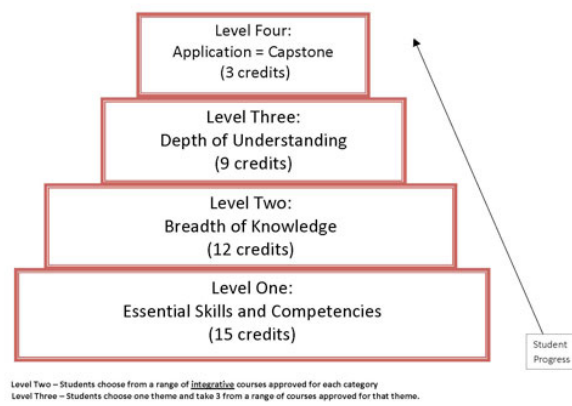 Level Four:
Application = Capstone
(3 credits)
Level Three:
Depth of Understanding
(9 credits)
Level Two:
Breadth of Knowledge
(12 credits)
Level One:
Essential Skills and Competencies
(15 credits)
Student
Progress
Level Two – Students choose from a range of integrative courses approved for each category
Level Three – Students choose one theme and take 3 from a range of courses approved for that theme.